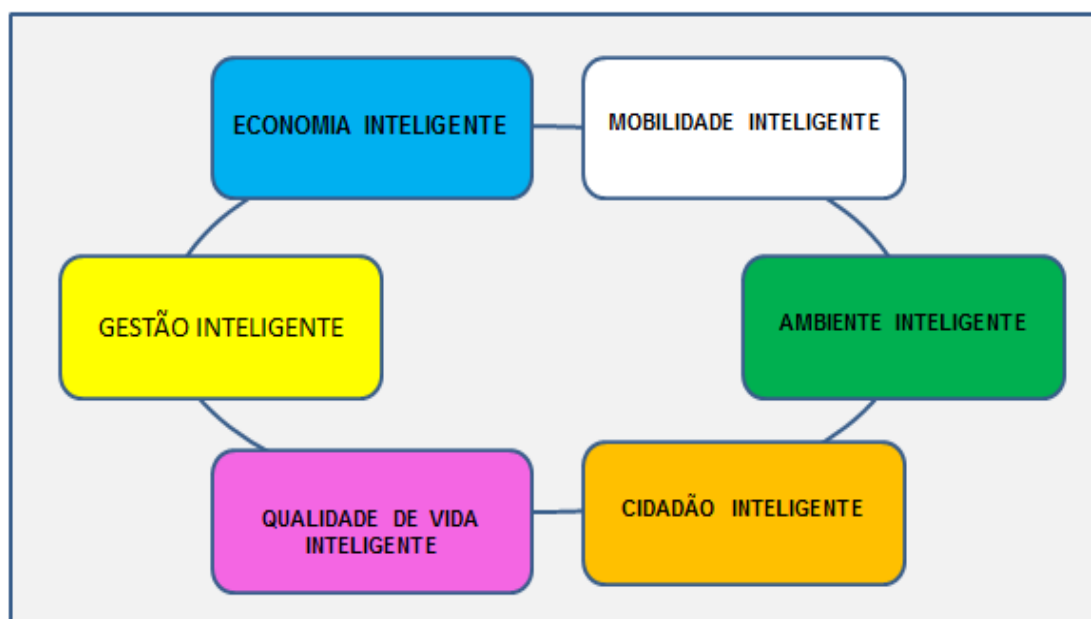 ECONOMIA INTELIGENTE
MOBILIDADE INTELIGENTE
GESTÃO INTELIGENTE
AMBIENTE INTELIGENTE
QUALIDADE DE VIDA
INTELIGENTE
CIDADÃO INTELIGENTE